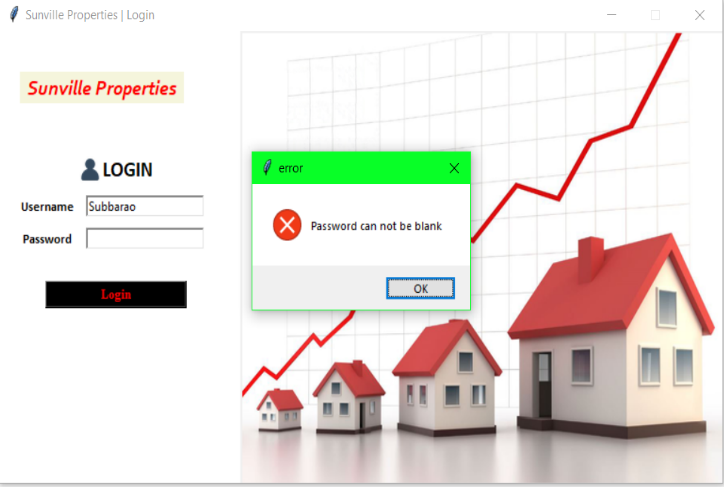 Sunville Properties | Login
Sunville Properties
LOGIN
Username Subbarao
Password
Login
error
Password can not be blank
OK